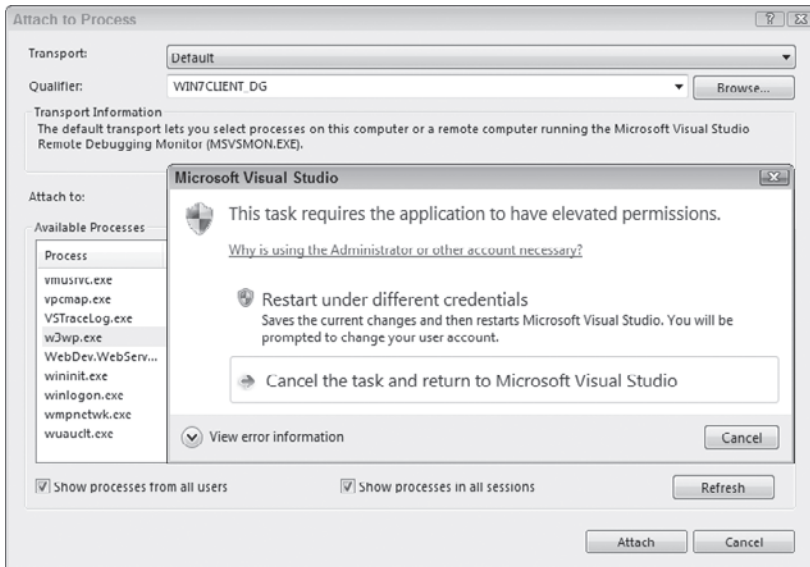 Attach to Process
Transport:
Default
Qualifier:
WIN7CLIENT_DG
Browse...
Transport Information
The default transport lets you select processes on this computer or a remote computer running the Microsoft Visual Studio
Remote Debugging Monitor (MSVSMON.EXE).
Attach to:
Microsoft Visual Studio
This task requires the application to have elevated permissions.
Why is using the Administrator or other account necessary?
Restart under different credentials
Saves the current changes and then restarts Microsoft Visual Studio. You will be
prompted to change your user account.
Cancel the task and return to Microsoft Visual Studio
View error information
Cancel
Available Processes
Process
vmusrvc.exe
vpcmap.exe
VSTraceLog.exe
w3wp.exe
WebDev.WebServ...
wininit.exe
winlogon.exe
wmpnetwk.exe
wuauclt.exe
Show processes from all users
Show processes in all sessions
Refresh
Attach
Cancel